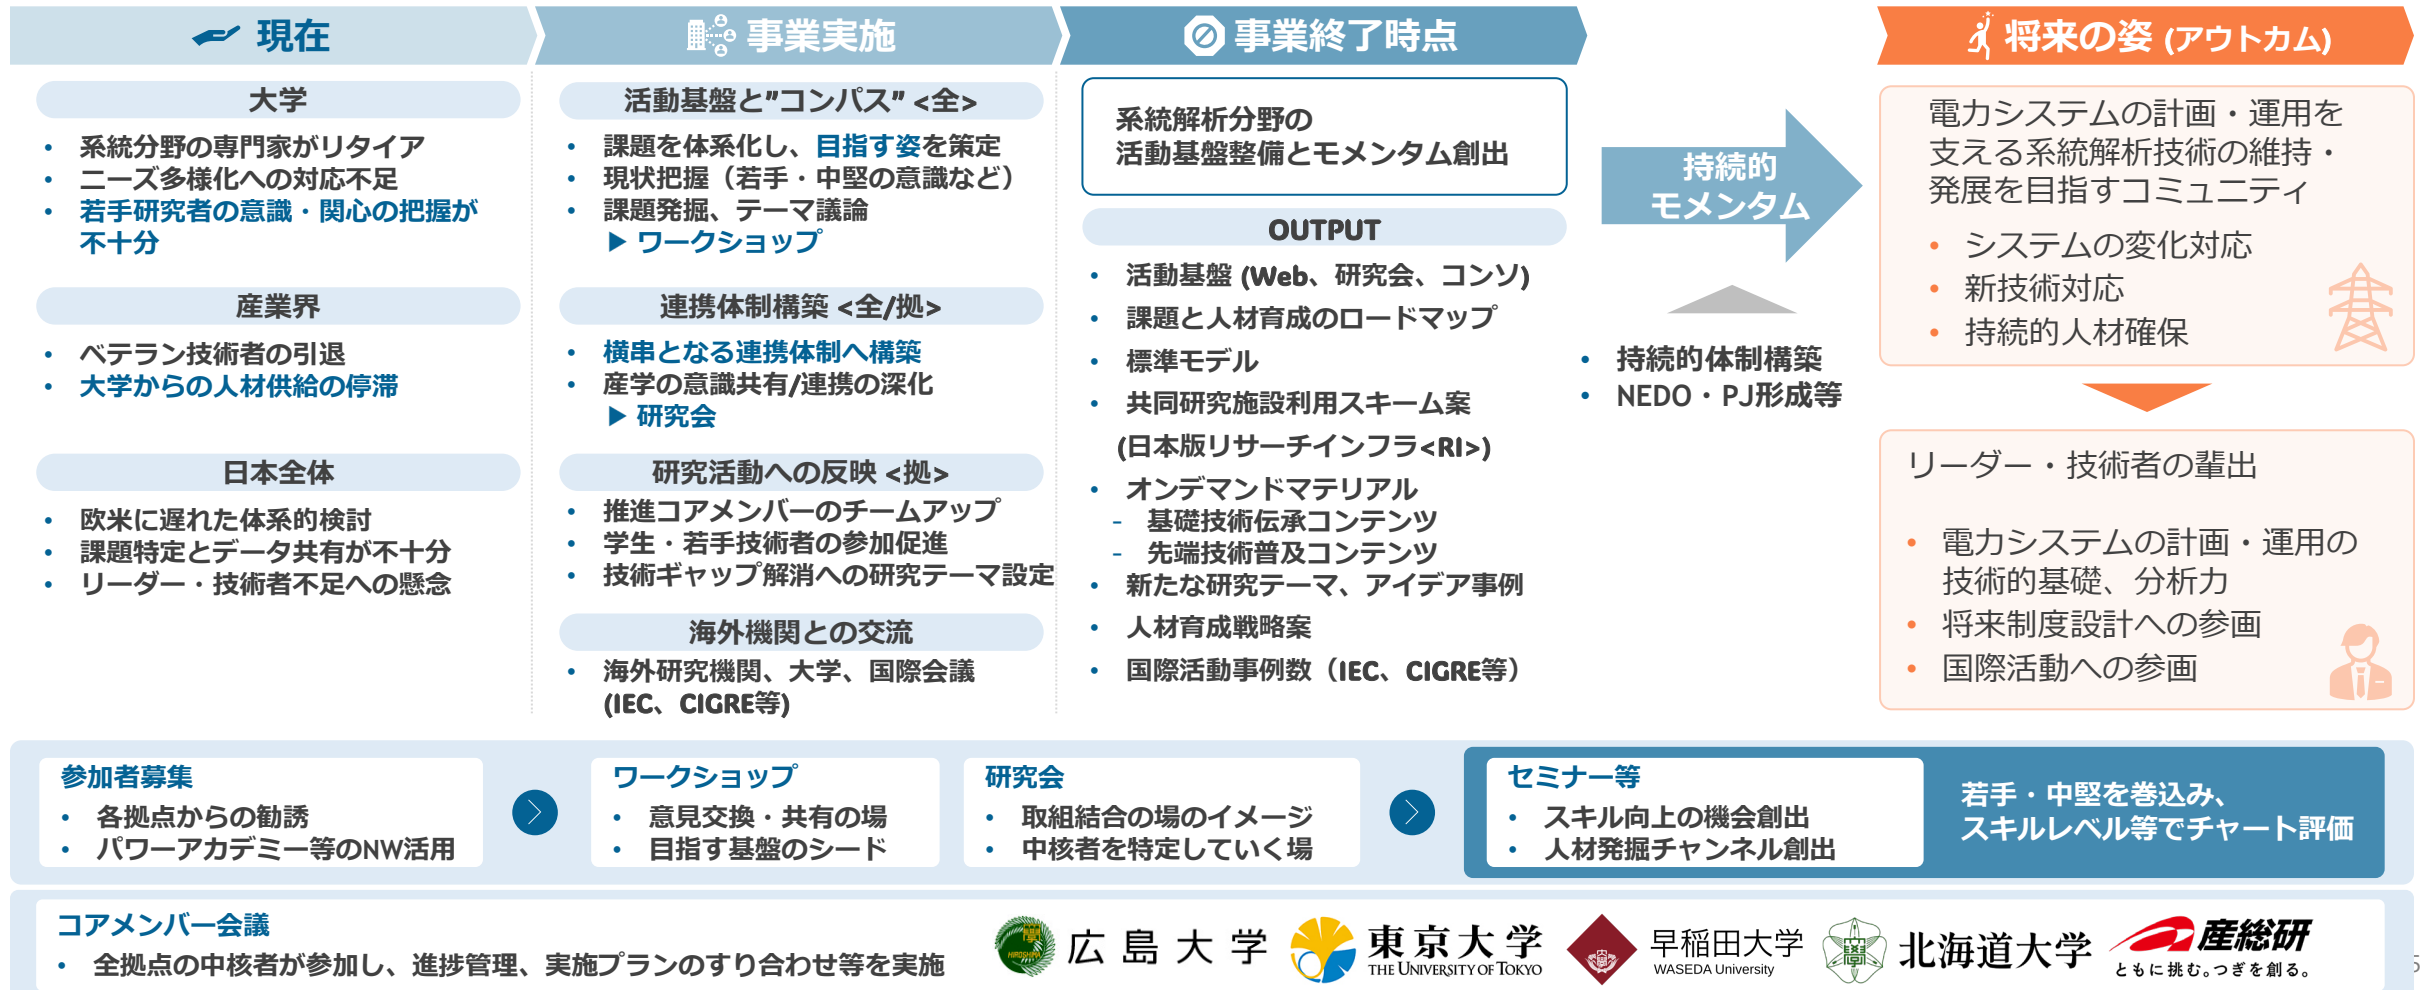 現在
大学
• 系統分野の専門家がリタイア
• ニーズ多様化への対応不足
• 若手研究者の意識・関心の把握が
不十分
産業界
• ベテラン技術者の引退
• 大学からの人材供給の停滞
日本全体
• 欧米に遅れた体系的検討
• 課題特定とデータ共有が不十分
• リーダー・技術者不足への懸念
事業実施
活動基盤と"コンパス" <全>
• 課題を体系化し、目指す姿を策定
• 現状把握（若手・中堅の意識など）
• 課題発掘、テーマ議論
▶ ワークショップ
連携体制構築 <全/拠>
• 横串となる連携体制へ構築
• 産学の意識共有/連携の深化
▶ 研究会
研究活動への反映 <拠>
• 推進コアメンバーのチームアップ
• 学生・若手技術者の参加促進
• 技術ギャップ解消への研究テーマ設定
海外機関との交流
• 海外研究機関、大学、国際会議
(IEC、CIGRE等)
事業終了時点
系統解析分野の
活動基盤整備とモメンタム創出
OUTPUT
• 活動基盤 (Web、研究会、コンソ)
• 課題と人材育成のロードマップ
• 標準モデル
• 共同研究施設利用スキーム案
(日本版リサーチインフラ<RI>)
• オンデマンドマテリアル
- 基礎技術伝承コンテンツ
- 先端技術普及コンテンツ
• 新たな研究テーマ、アイデア事例
• 人材育成戦略案
• 国際活動事例数（IEC、CIGRE等）
持続的
モメンタム
• 持続的体制構築
• NEDO・PJ形成等
将来の姿 (アウトカム)
電力システムの計画・運用を
支える系統解析技術の維持・
発展を目指すコミュニティ
• システムの変化対応
• 新技術対応
• 持続的人材確保
リーダー・技術者の輩出
• 電力システムの計画・運用の
技術的基礎、分析力
• 将来制度設計への参画
• 国際活動への参画
参加者募集
• 各拠点からの勧誘
• パワーアカデミー等のNW活用
ワークショップ
• 意見交換・共有の場
• 目指す基盤のシード
研究会
• 取組結合の場のイメージ
• 中核者を特定していく場
セミナー等
• スキル向上の機会創出
• 人材発掘チャンネル創出
若手・中堅を巻込み、
スキルレベル等でチャート評価
コアメンバー会議
• 全拠点の中核者が参加し、進捗管理、実施プランのすり合わせ等を実施
HIROSHIMA
広島大学
東京大学
THE UNIVERSITY OF TOKYO
早稲田大学
WASEDA University
北海道大学
産総研
ともに挑む。つぎを創る。
5